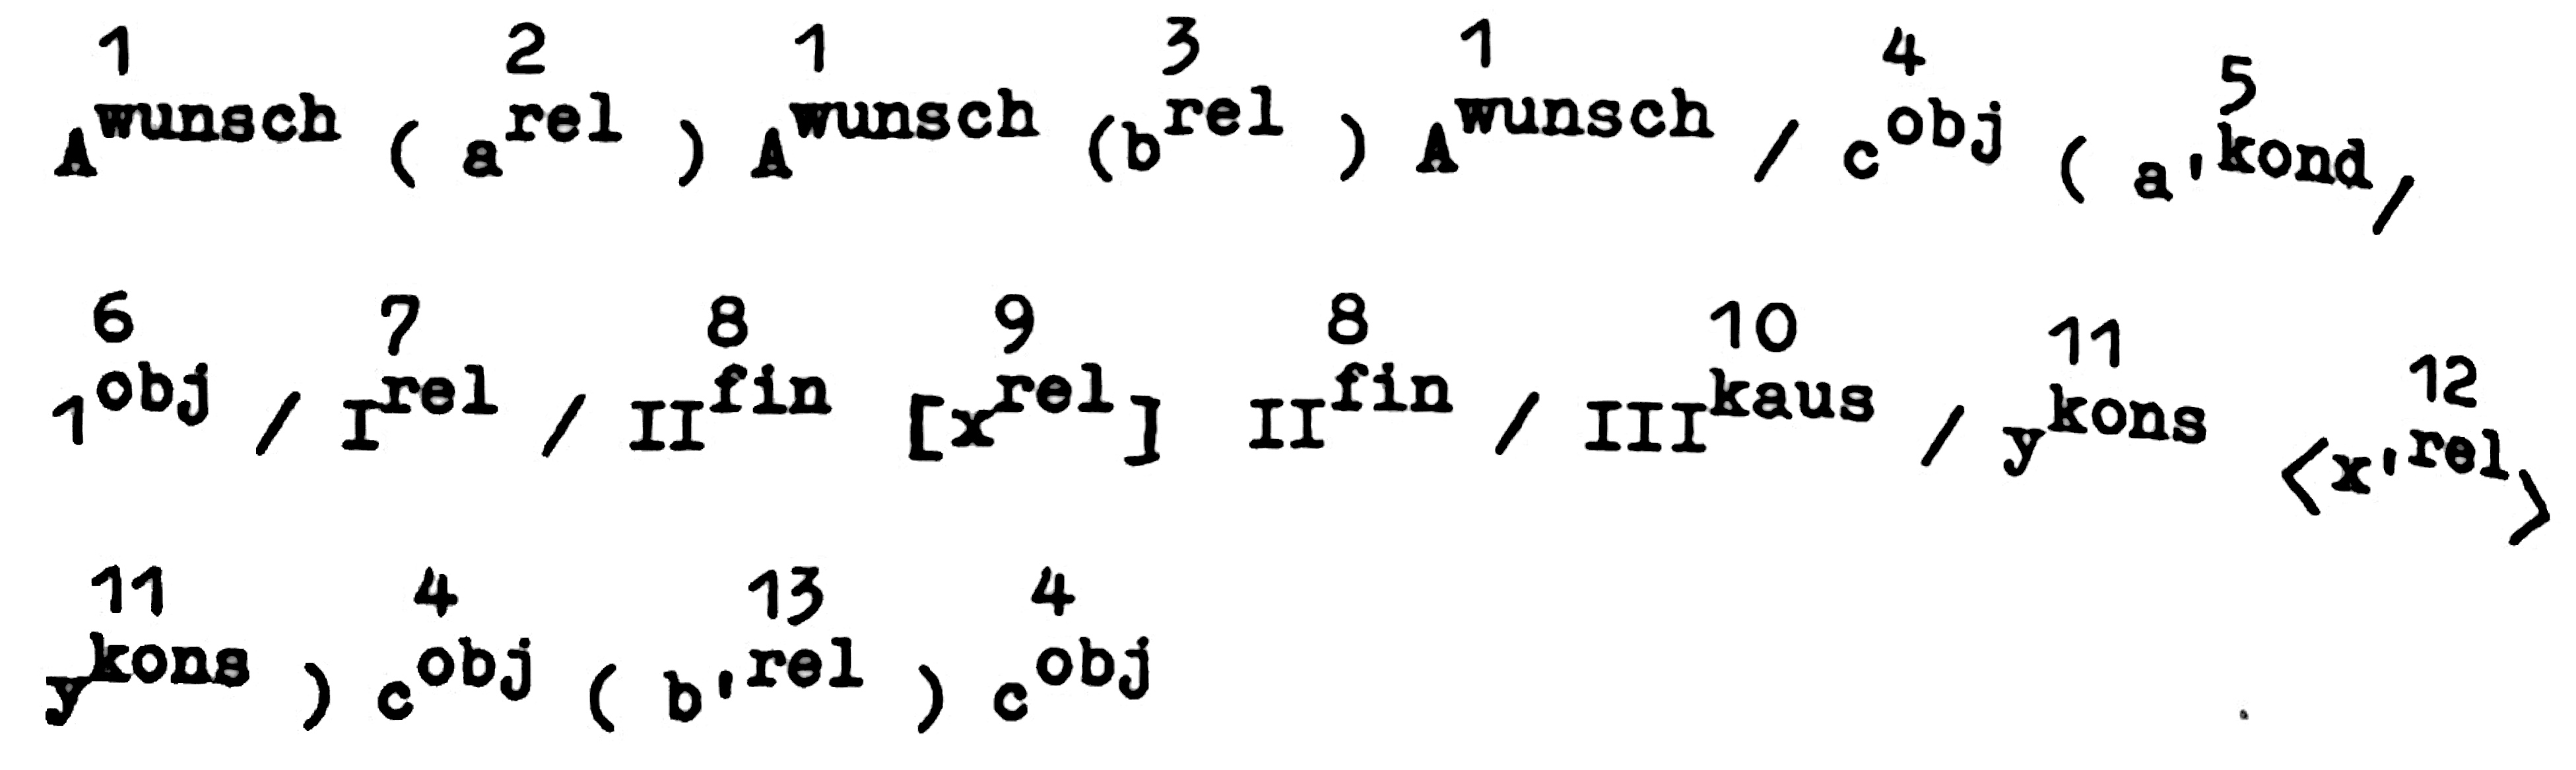 1 2 1 3 1 4 5
A^wunsch ( a^rel ) A^wunsch (b^rel ) A^wunsch / c^obj ( a'^kond /
6 7 8 9 8 10 11 12
1^obj / I^rel / II^fin [x^rel] II^fin / III^kaus / y^kons <x'^rel>
11 4 13 4
y^kons ) c^obj ( b'^rel ) c^obj